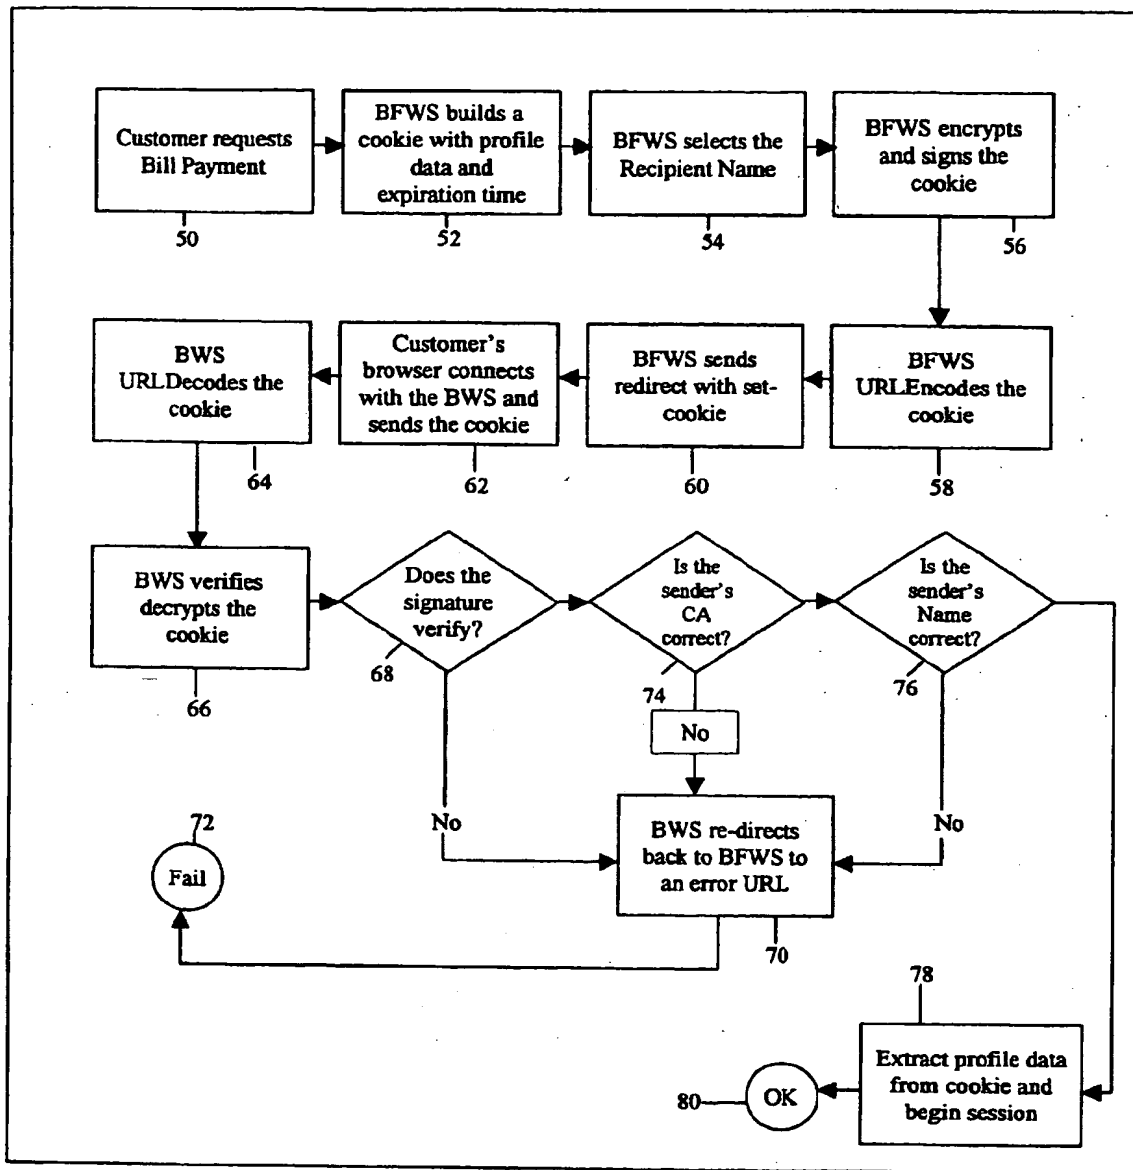 Customer requests
Bill Payment
50
BFWS builds a
cookie with profile
data and
expiration time
52
BFWS selects the
Recipient Name
54
BFWS encrypts
and signs the
cookie
56
BFWS
URLEncodes the
cookie
58
BFWS sends
redirect with set-
cookie
60
Customer's
browser connects
with the BWS and
sends the cookie
62
BWS
URLDecodes the
cookie
64
BWS verifies
decrypts the
cookie
66
Does the
signature
verify?
68
Is the
sender's
CA
correct?
74
Is the
sender's
Name
correct?
76
No
No
No
BWS re-directs
back to BFWS to
an error URL
70
72
Fail
78
Extract profile data
from cookie and
begin session
80
OK